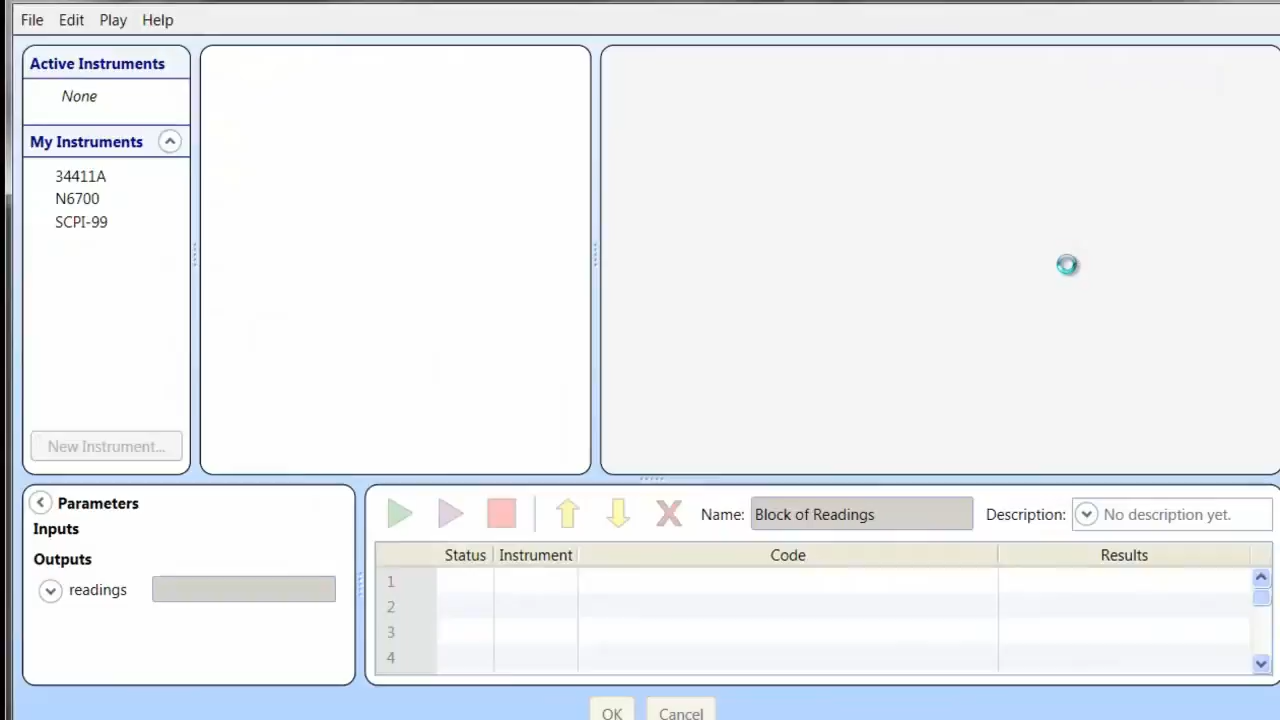 File Edit Play Help
Active Instruments
None
My Instruments
34411A
N6700
SCPI-99
New Instrument...
Parameters
Inputs
Outputs
readings
Name: Block of Readings Description: No description yet.
Status Instrument Code Results
1
2
3
4
OK Cancel